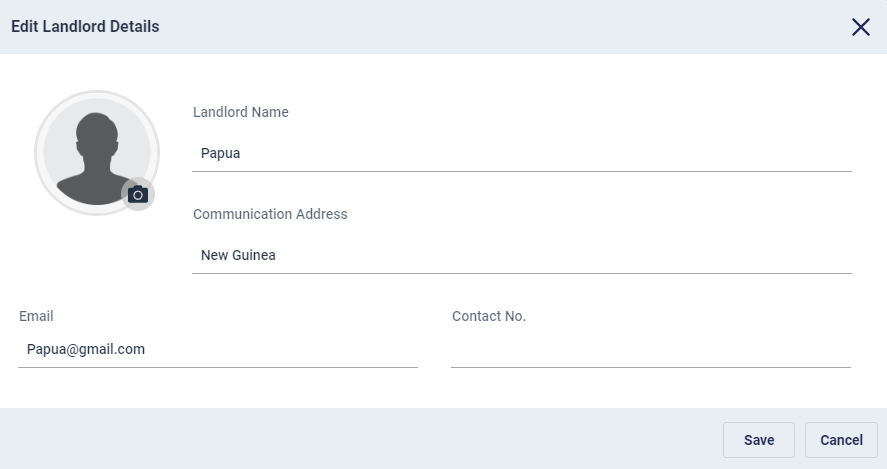 Edit Landlord Details
Landlord Name
Papua
Communication Address
New Guinea
Email
Contact No.
Papua@gmail.com
Save
Cancel